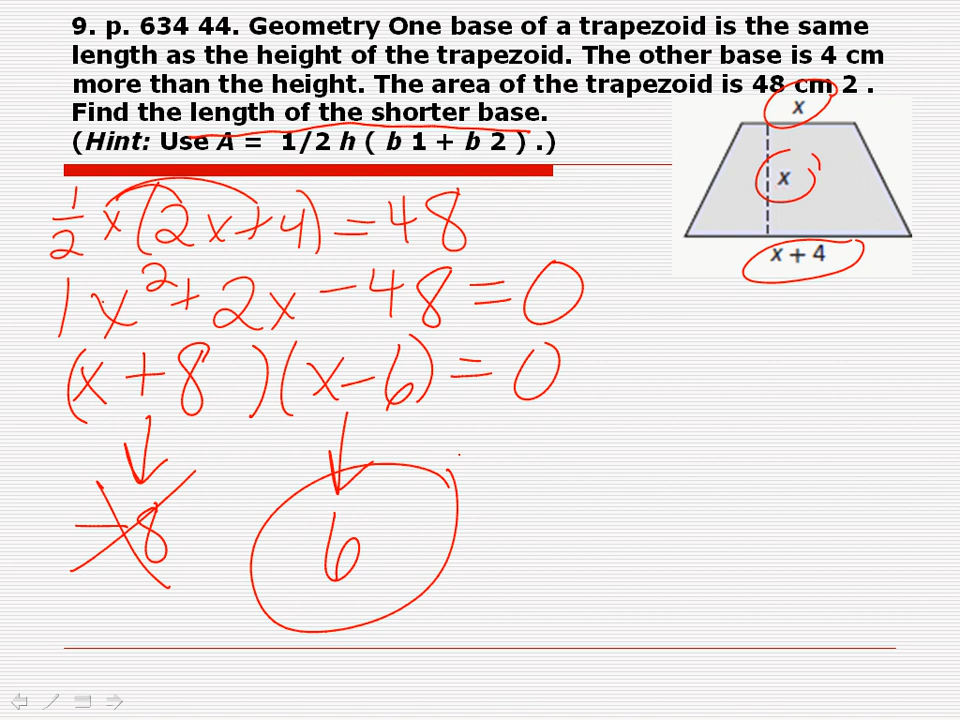 9. p. 634 44. Geometry One base of a trapezoid is the same
length as the height of the trapezoid. The other base is 4 cm
more than the height. The area of the trapezoid is 48 cm 2 .
Find the length of the shorter base.
(Hint: Use A = 1/2 h ( b 1 + b 2 ) .)
x
x
x + 4
1/2 x(2x+4)=48
1x²+2x-48=0
(x+8)(x-6)=0
-8 6